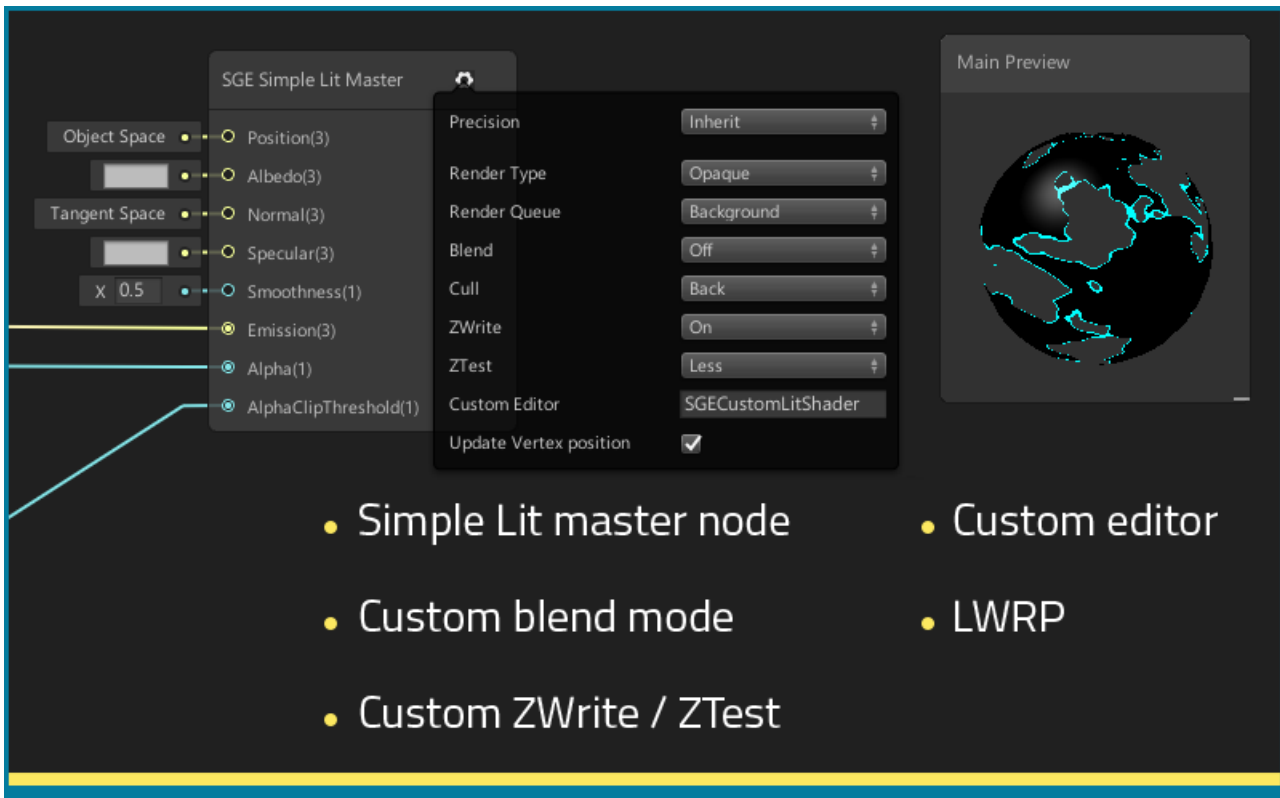 SGE Simple Lit Master
Main Preview
Object Space
Position(3)
Albedo(3)
Tangent Space
Normal(3)
Specular(3)
X 0.5
Smoothness(1)
Emission(3)
Alpha(1)
AlphaClipThreshold(1)
Precision Inherit
Render Type Opaque
Render Queue Background
Blend Off
Cull Back
ZWrite On
ZTest Less
Custom Editor SGECustomLitShader
Update Vertex position
• Simple Lit master node
• Custom blend mode
• Custom ZWrite / ZTest
• Custom editor
• LWRP